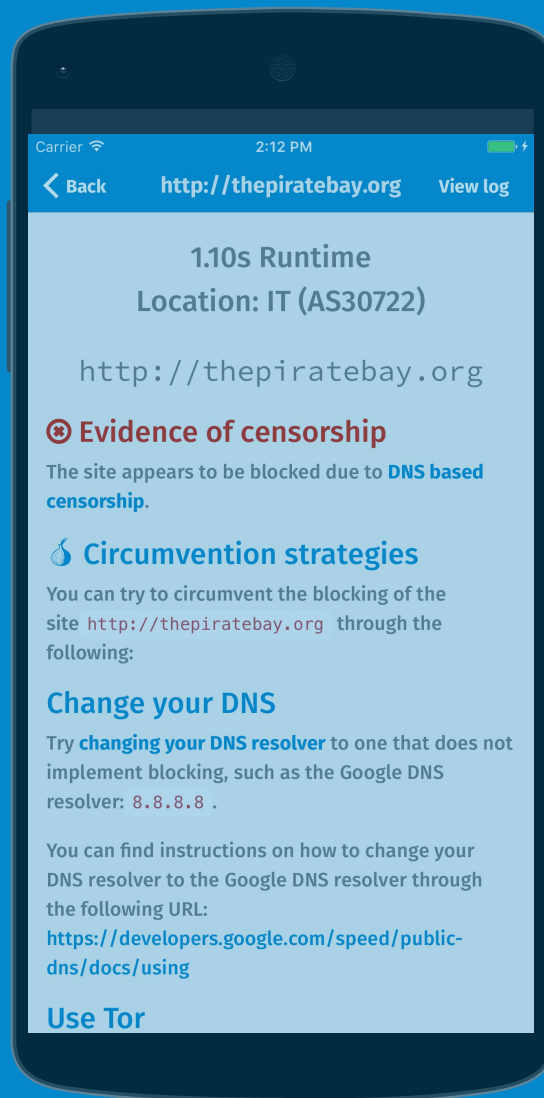 Carrier
2:12 PM
Back
http://thepiratebay.org
View log
1.10s Runtime
Location: IT (AS30722)
http://thepiratebay.org
Evidence of censorship
The site appears to be blocked due to DNS based
censorship.
Circumvention strategies
You can try to circumvent the blocking of the
site http://thepiratebay.org through the
following:
Change your DNS
Try changing your DNS resolver to one that does not
implement blocking, such as the Google DNS
resolver: 8.8.8.8 .
You can find instructions on how to change your
DNS resolver to the Google DNS resolver through
the following URL:
https://developers.google.com/speed/public-
dns/docs/using
Use Tor